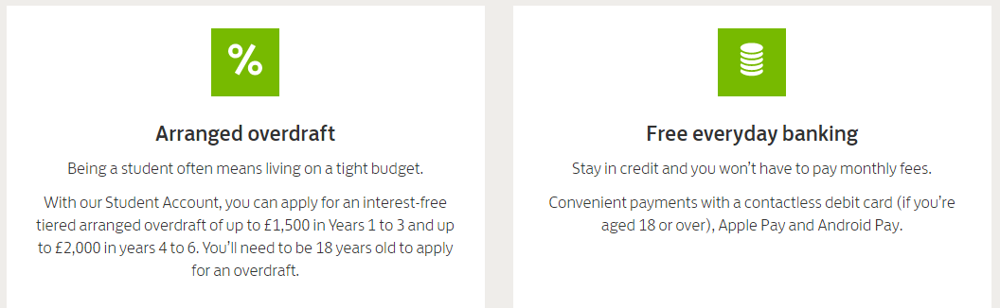 %
Arranged overdraft
Being a student often means living on a tight budget.
With our Student Account, you can apply for an interest-free
tiered arranged overdraft of up to £1,500 in Years 1 to 3 and up
to £2,000 in years 4 to 6. You’ll need to be 18 years old to apply
for an overdraft.
Free everyday banking
Stay in credit and you won’t have to pay monthly fees.
Convenient payments with a contactless debit card (if you’re
aged 18 or over), Apple Pay and Android Pay.